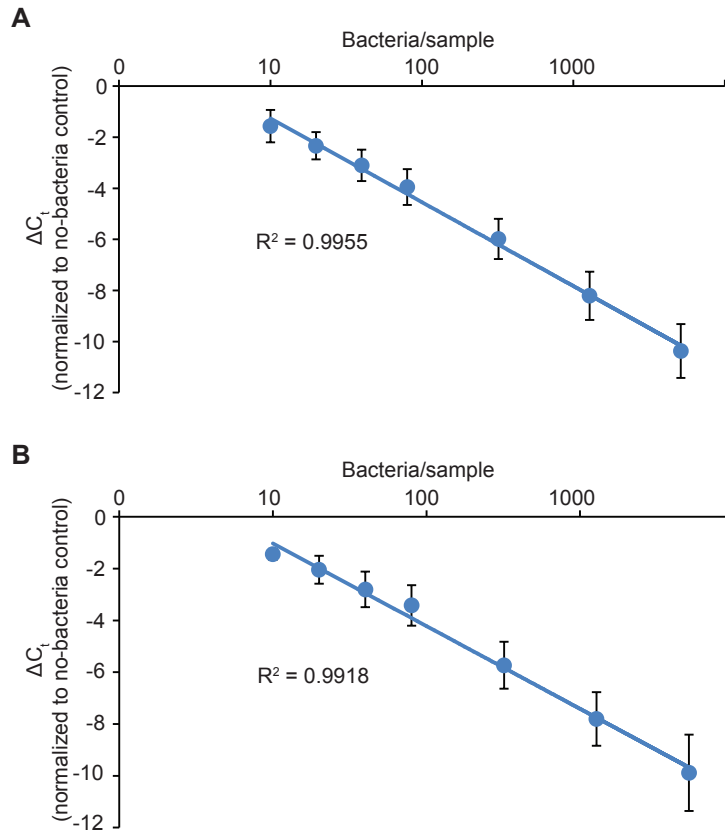 A
Bacteria/sample
0 10 100 1000
0
-2
-4
-6
-8
-10
-12
ΔCt
(normalized to no-bacteria control)
R² = 0.9955
B
Bacteria/sample
0 10 100 1000
0
-2
-4
-6
-8
-10
-12
ΔCt
(normalized to no-bacteria control)
R² = 0.9918